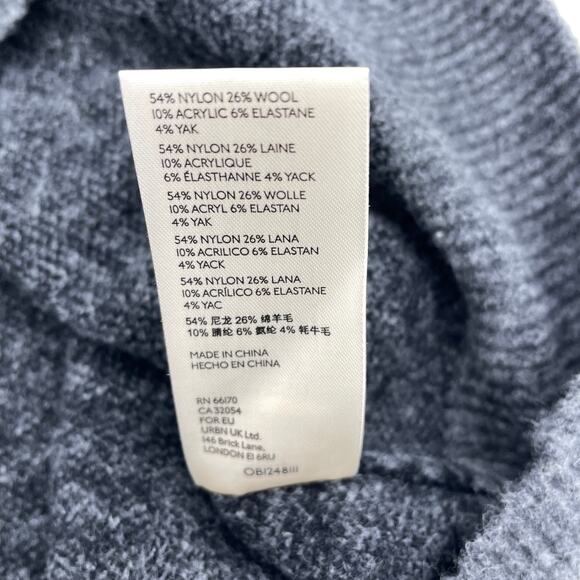 54% NYLON 26% WOOL
10% ACRYLIC 6% ELASTANE
4% YAK
54% NYLON 26% LAINE
10% ACRYLIQUE
6% ÉLASTHANNE 4% YACK
54% NYLON 26% WOLLE
10% ACRYL 6% ELASTAN
4% YAK
54% NYLON 26% LANA
10% ACRILICO 6% ELASTAN
4% YACK
54% NYLON 26% LANA
10% ACRÍLICO 6% ELASTANE
4% YAC
54% 尼龙 26% 绵羊毛
10% 腈纶 6% 氨纶 4% 牦牛毛
MADE IN CHINA
HECHO EN CHINA
RN 66170
CA 32054
FOR EU
URBN UK Ltd.
146 Brick Lane,
LONDON E1 6RU
OB1248111